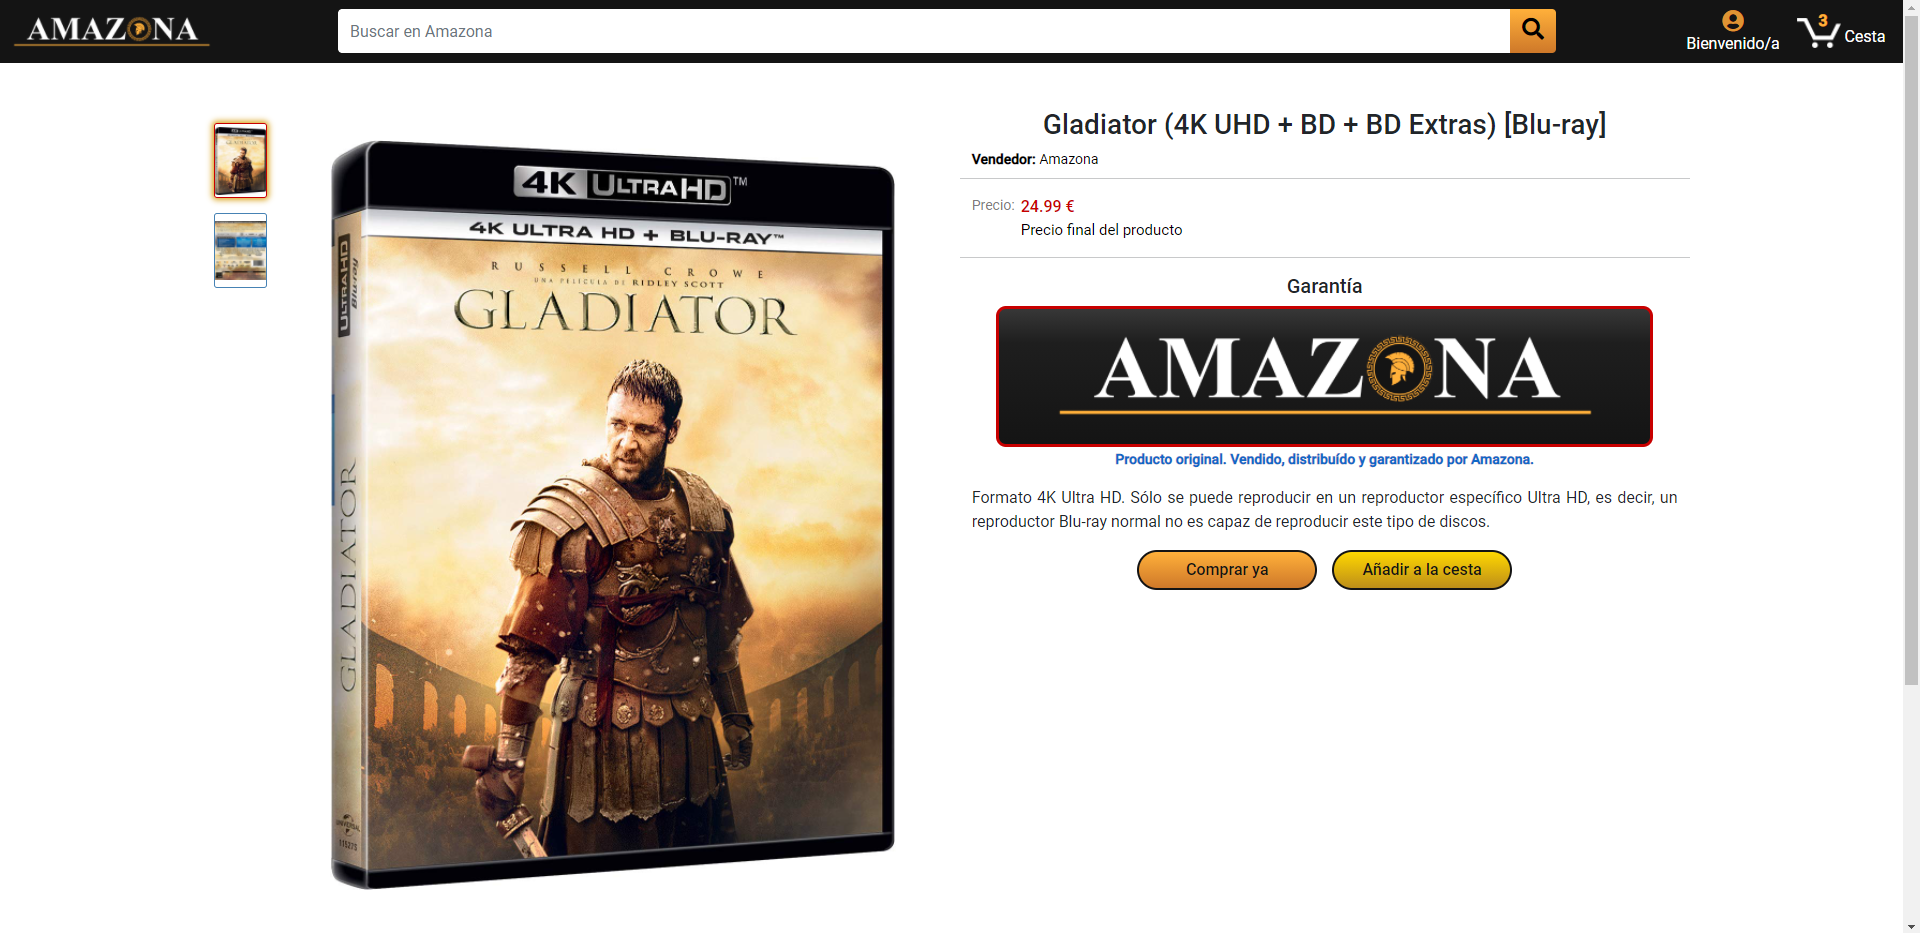 AMAZONA
Buscar en Amazona
Bienvenido/a
3
Cesta
Gladiator (4K UHD + BD + BD Extras) [Blu-ray]
Vendedor: Amazona
Precio: 24.99 €
Precio final del producto
Garantía
AMAZONA
Producto original. Vendido, distribuído y garantizado por Amazona.
Formato 4K Ultra HD. Sólo se puede reproducir en un reproductor específico Ultra HD, es decir, un
reproductor Blu-ray normal no es capaz de reproducir este tipo de discos.
Comprar ya
Añadir a la cesta
4K ULTRA HD™
4K ULTRA HD + BLU-RAY™
RUSSELL CROWE
UNA PELÍCULA DE RIDLEY SCOTT
GLADIATOR
ULTRAHD
Blu-ray
GLADIATOR
UNIVERSAL
115275